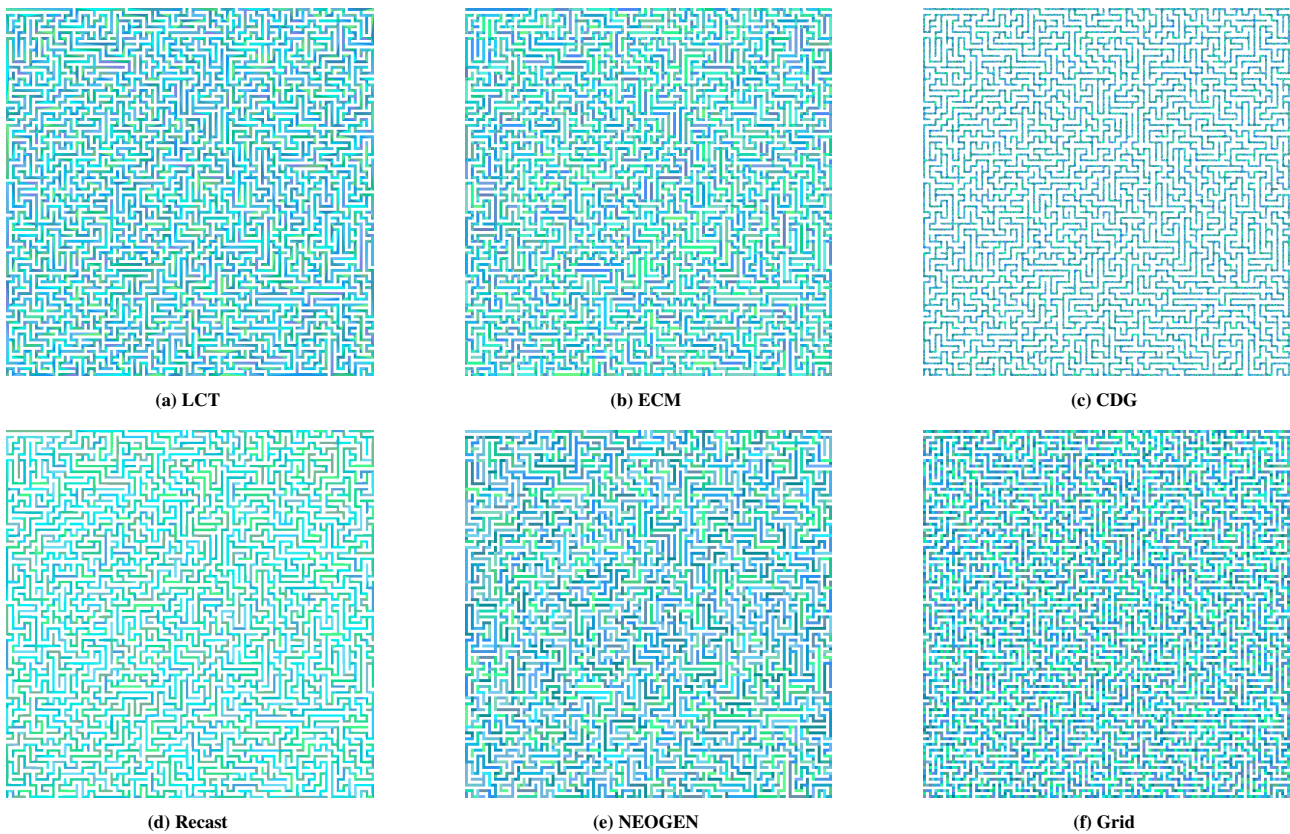 (a) LCT
(b) ECM
(c) CDG
(d) Recast
(e) NEOGEN
(f) Grid